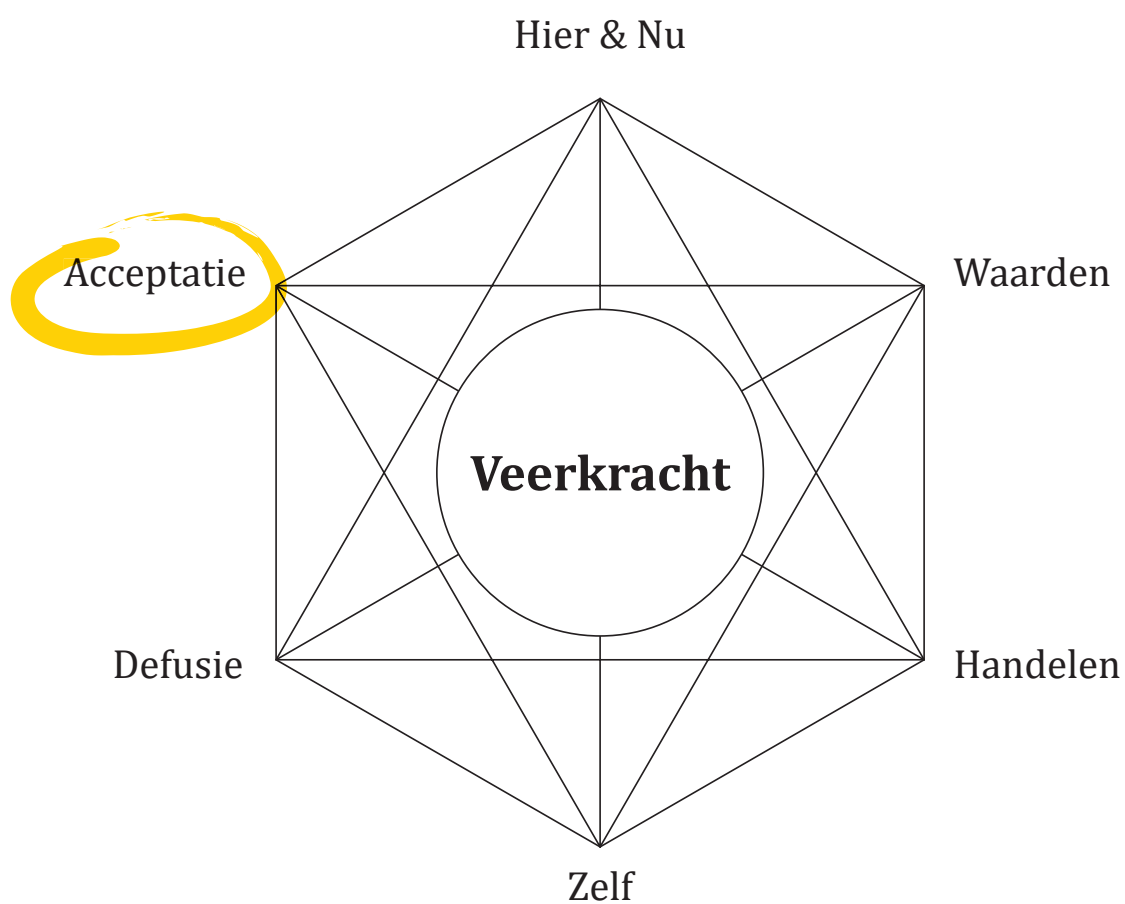 Hier & Nu
Acceptatie
Waarden
Veerkracht
Defusie
Handelen
Zelf